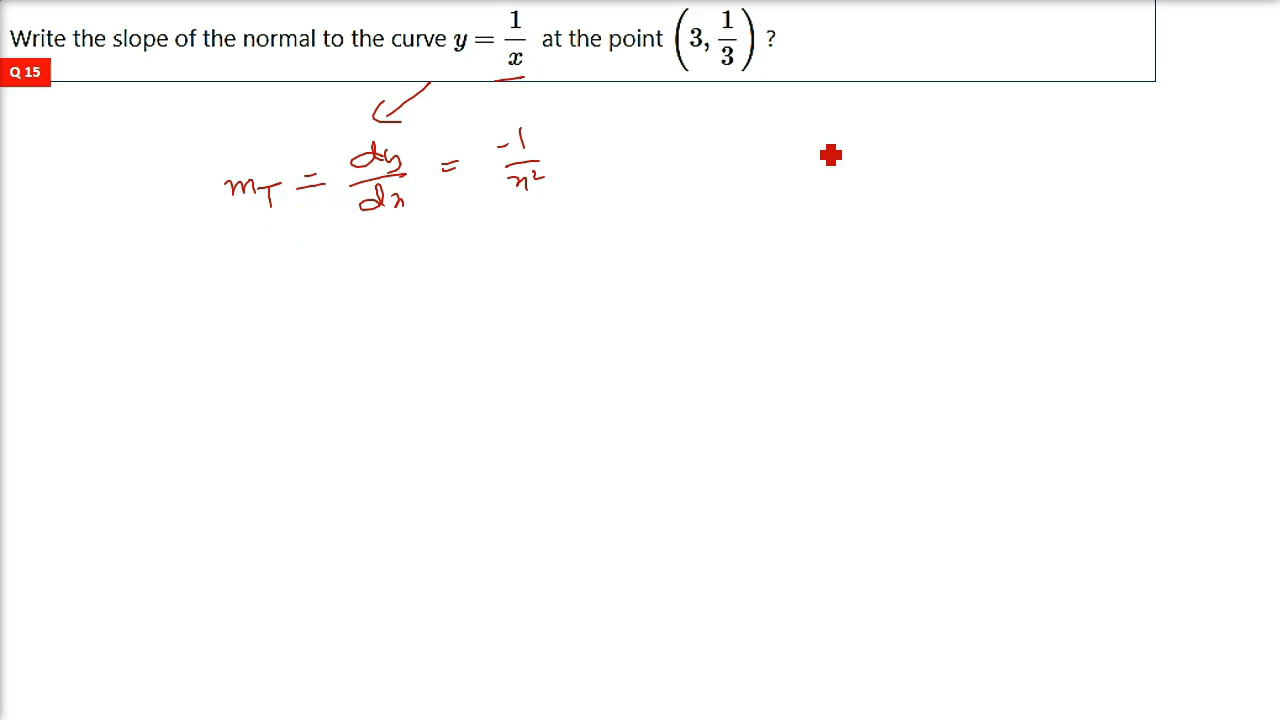 Write the slope of the normal to the curve y = 1/x at the point (3, 1/3) ?
Q 15
m_T = dy/dx = -1/x²